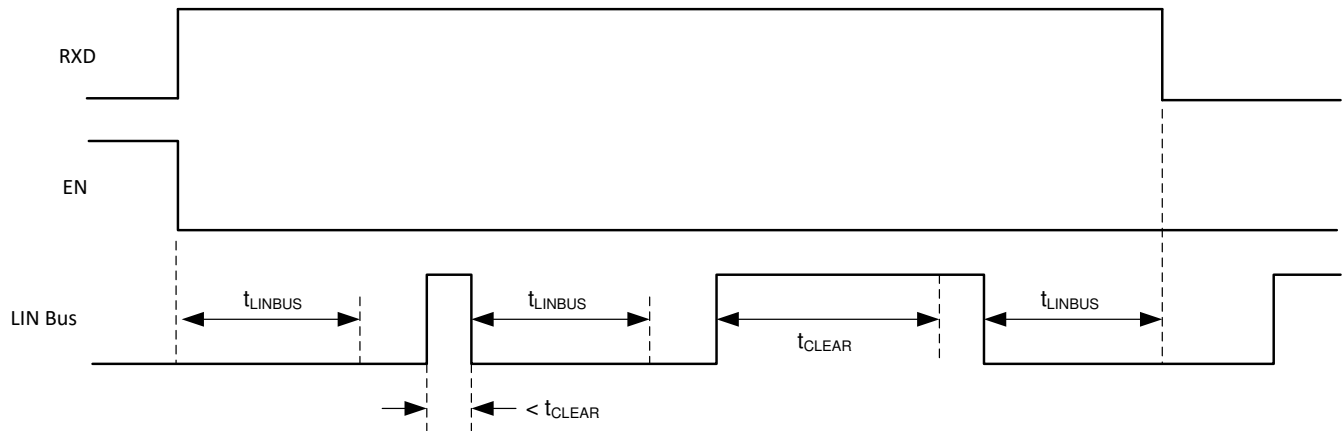 RXD
EN
LIN Bus
tLINBUS
tLINBUS
tCLEAR
tLINBUS
< tCLEAR